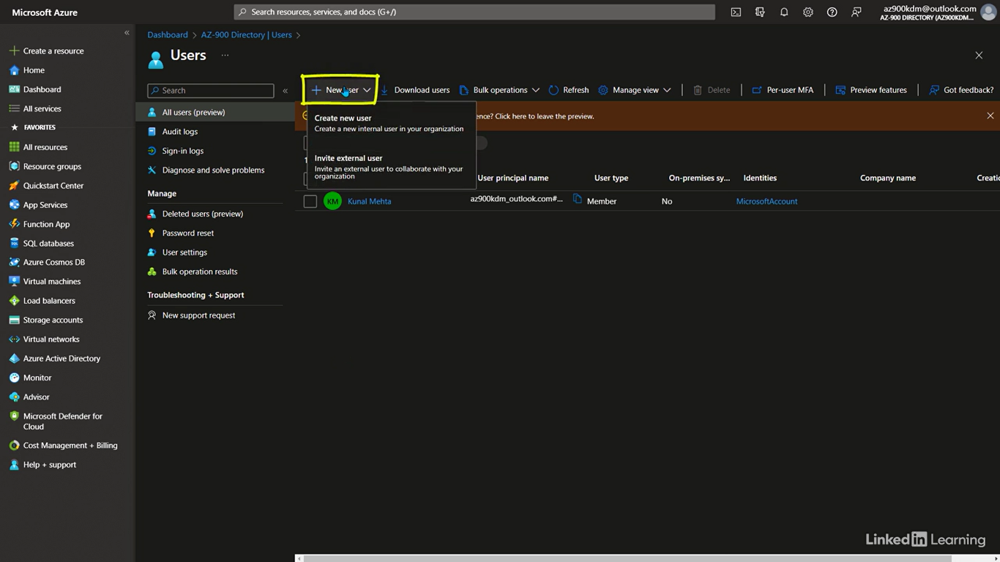 Microsoft Azure
Search resources, services, and docs (G+/)
az900kdm@outlook.com
AZ-900 DIRECTORY (AZ900KDM...
Create a resource
Home
Dashboard
All services
FAVORITES
All resources
Resource groups
Quickstart Center
App Services
Function App
SQL databases
Azure Cosmos DB
Virtual machines
Load balancers
Storage accounts
Virtual networks
Azure Active Directory
Monitor
Advisor
Microsoft Defender for
Cloud
Cost Management + Billing
Help + support
Dashboard > AZ-900 Directory | Users >
Users ...
Search
All users (preview)
Audit logs
Sign-in logs
Diagnose and solve problems
Manage
Deleted users (preview)
Password reset
User settings
Bulk operation results
Troubleshooting + Support
New support request
New user Download users Bulk operations Refresh Manage view Delete Per-user MFA Preview features Got feedback?
Create new user
Create a new internal user in your organization
Invite external user
Invite an external user to collaborate with your
organization
ence? Click here to leave the preview.
User principal name User type On-premises sy... Identities Company name Creatio
KM Kunal Mehta az900kdm_outlook.com#... Member No MicrosoftAccount
Linked in Learning